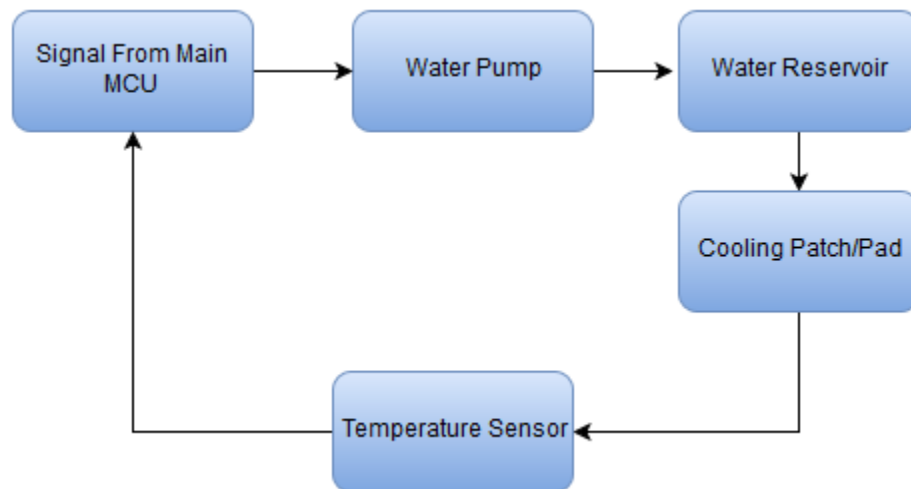 Signal From Main
MCU
Water Pump
Water Reservoir
Cooling Patch/Pad
Temperature Sensor